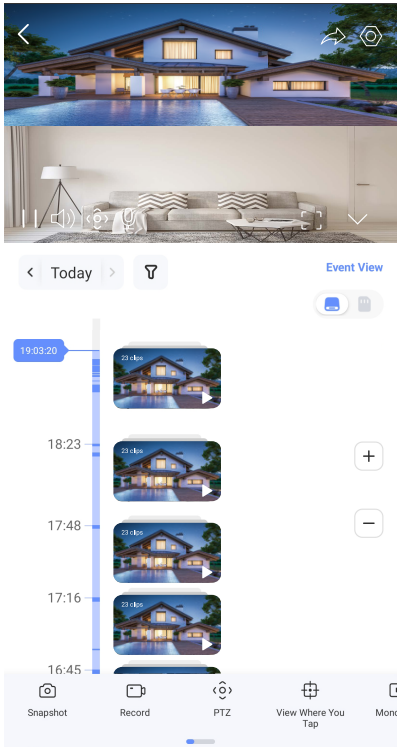 Today
Event View
19:03:20
23 clips
18:23
23 clips
17:48
23 clips
17:16
23 clips
16:45
Snapshot
Record
PTZ
View Where You
Tap
Mono